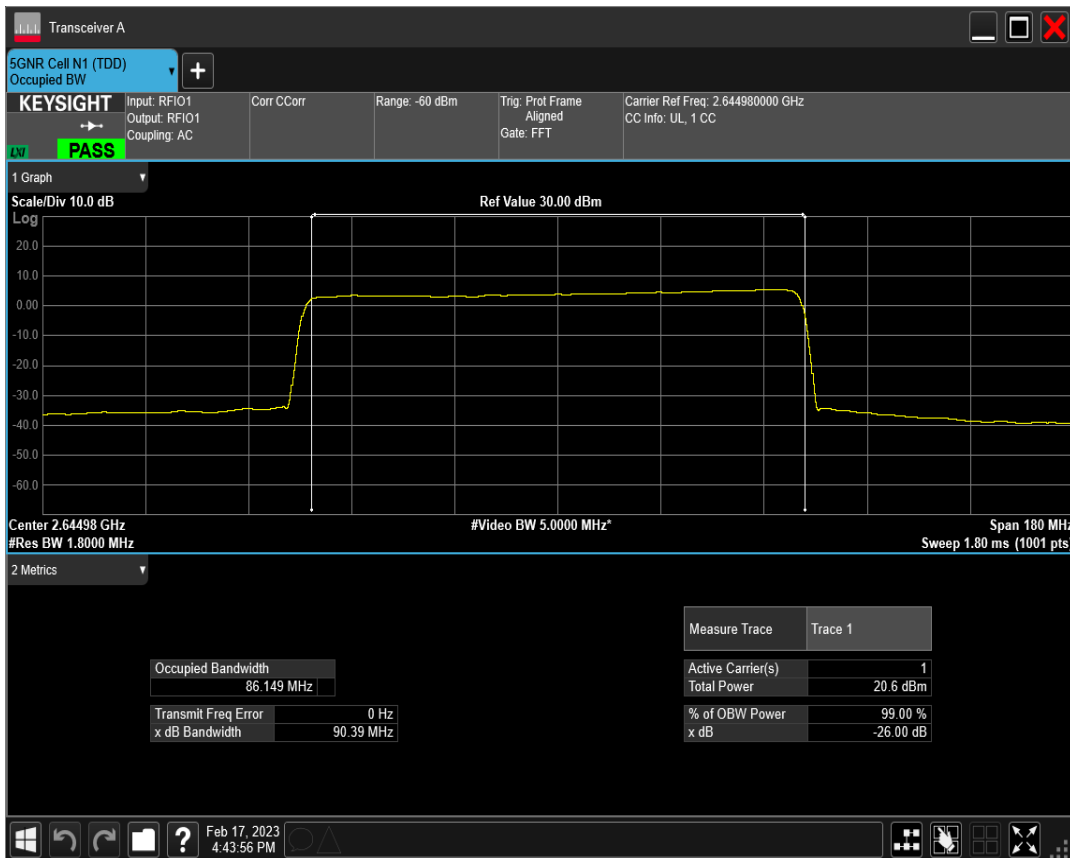 Transceiver A
5GNR Cell N1 (TDD)
Occupied BW
KEYSIGHT
LXI
PASS
Input: RFIO1
Output: RFIO1
Coupling: AC
Corr CCorr
Range: -60 dBm
Trig: Prot Frame
Aligned
Gate: FFT
Carrier Ref Freq: 2.644980000 GHz
CC Info: UL, 1 CC
1 Graph
Scale/Div 10.0 dB
Ref Value 30.00 dBm
Log
20.0
10.0
0.00
-10.0
-20.0
-30.0
-40.0
-50.0
-60.0
Center 2.64498 GHz
#Video BW 5.0000 MHz*
Span 180 MHz
#Res BW 1.8000 MHz
Sweep 1.80 ms (1001 pts)
2 Metrics
Measure Trace Trace 1
Occupied Bandwidth
86.149 MHz
Active Carrier(s) 1
Total Power 20.6 dBm
Transmit Freq Error 0 Hz
x dB Bandwidth 90.39 MHz
% of OBW Power 99.00 %
x dB -26.00 dB
?
Feb 17, 2023
4:43:56 PM